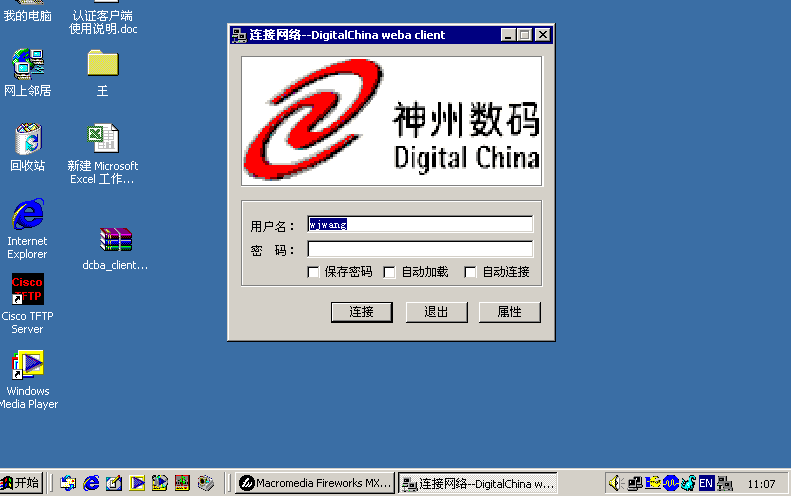 我的电脑
认证客户端
使用说明.doc
网上邻居
王
回收站
新建 Microsoft
Excel 工作...
Internet
Explorer
dcba_client...
Cisco
TFTP
Cisco TFTP
Server
Windows
Media Player
连接网络--DigitalChina weba client
神州数码
Digital China
用户名：
wjwang
密 码：
保存密码
自动加载
自动连接
连接
退出
属性
开始
Macromedia Fireworks MX...
连接网络--DigitalChina w...
EN
11:07